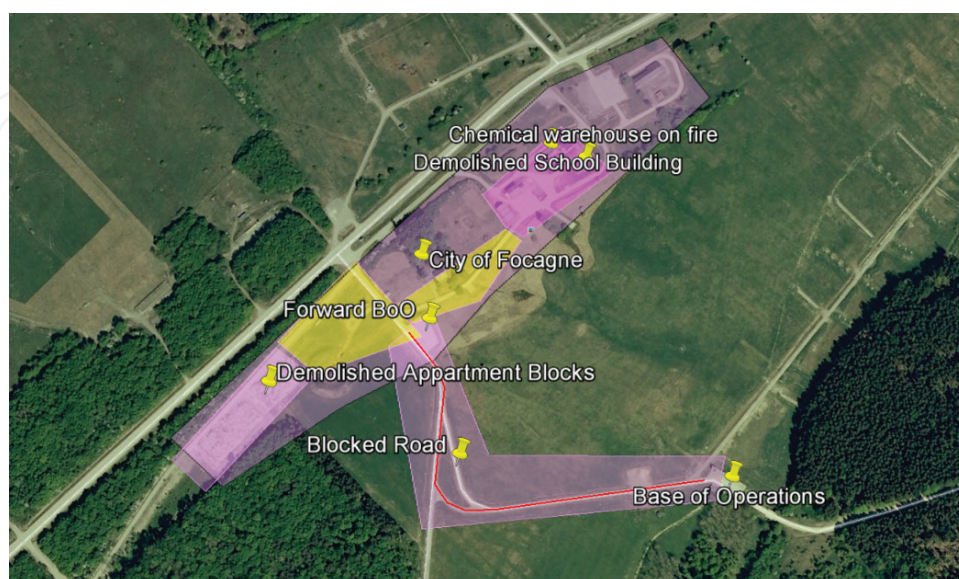 Chemical warehouse on fire
Demolished School Building
City of Focagne
Forward BoO
Demolished Appartment Blocks
Blocked Road
Base of Operations